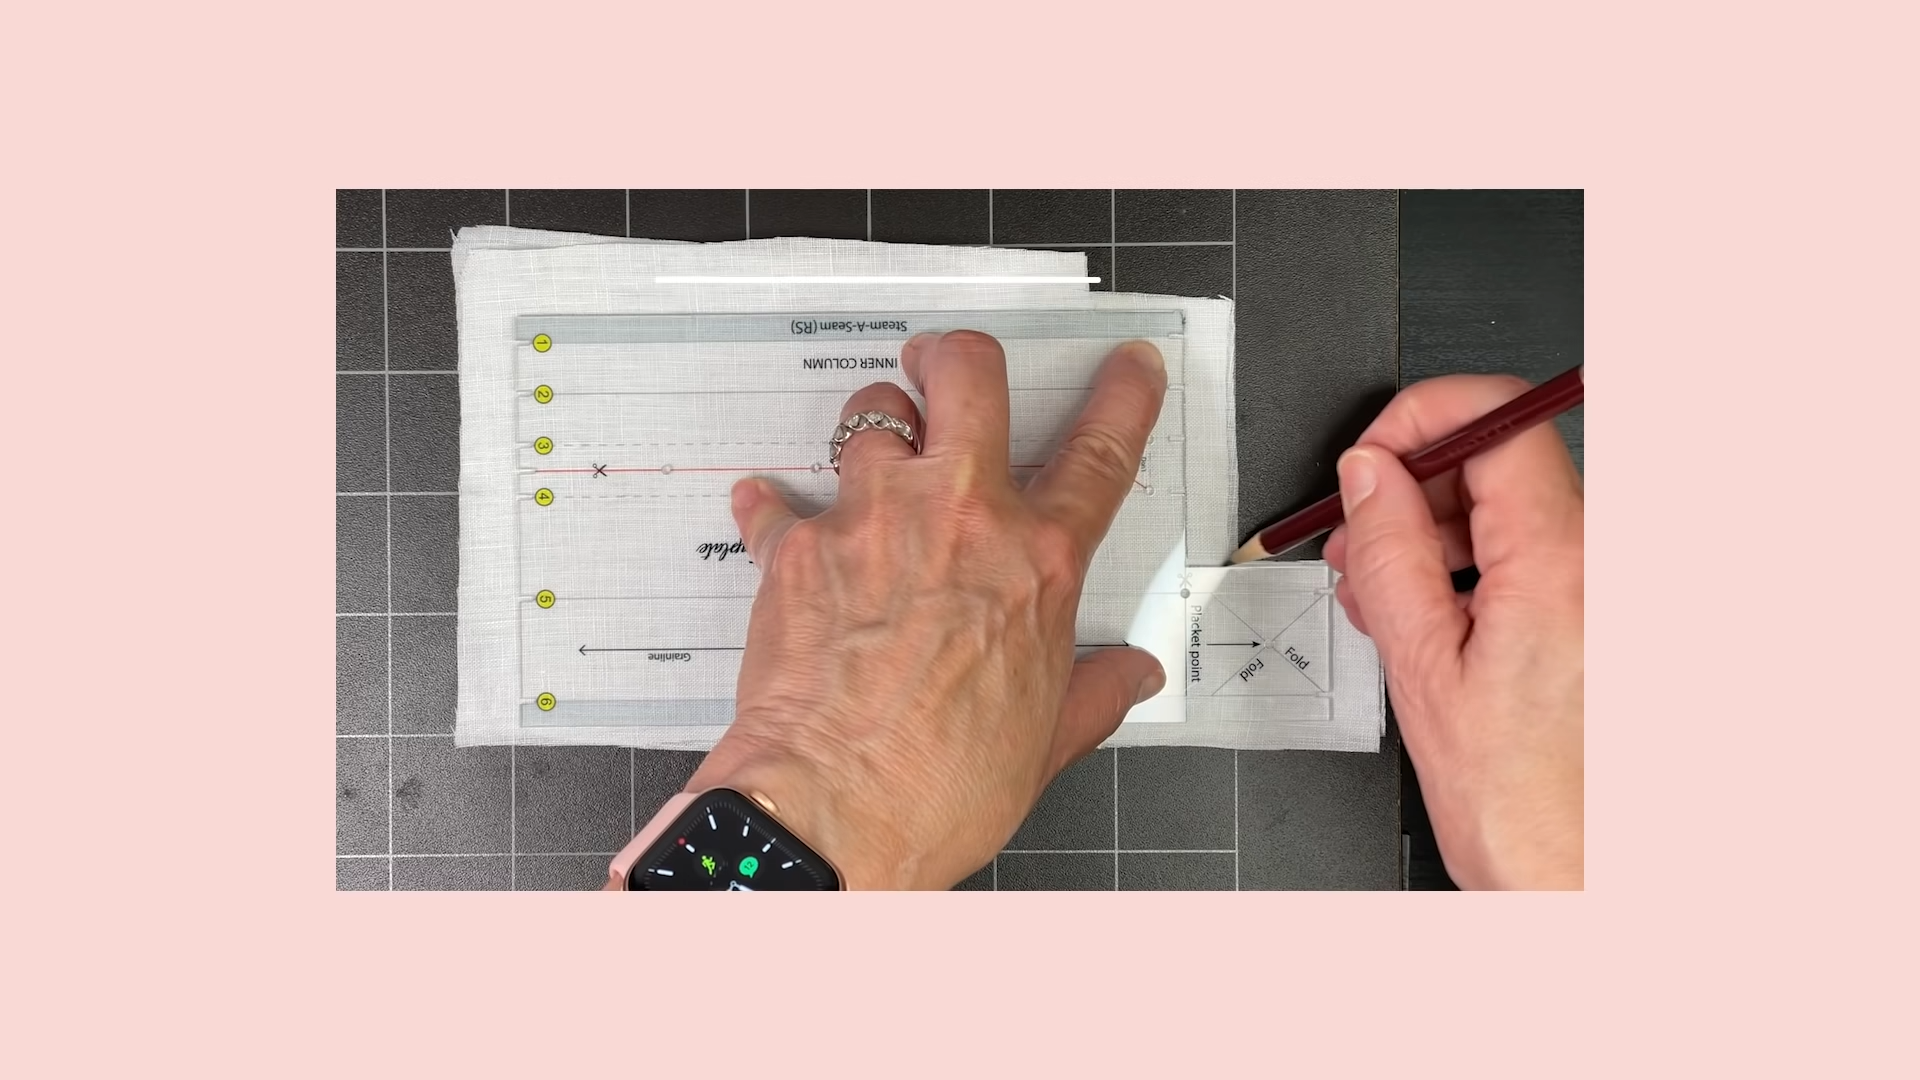 Steam-A-Seam (RS)
1
INNER COLUMN
2
3
4
5
Grainline
6
Placket point
Fold
Fold